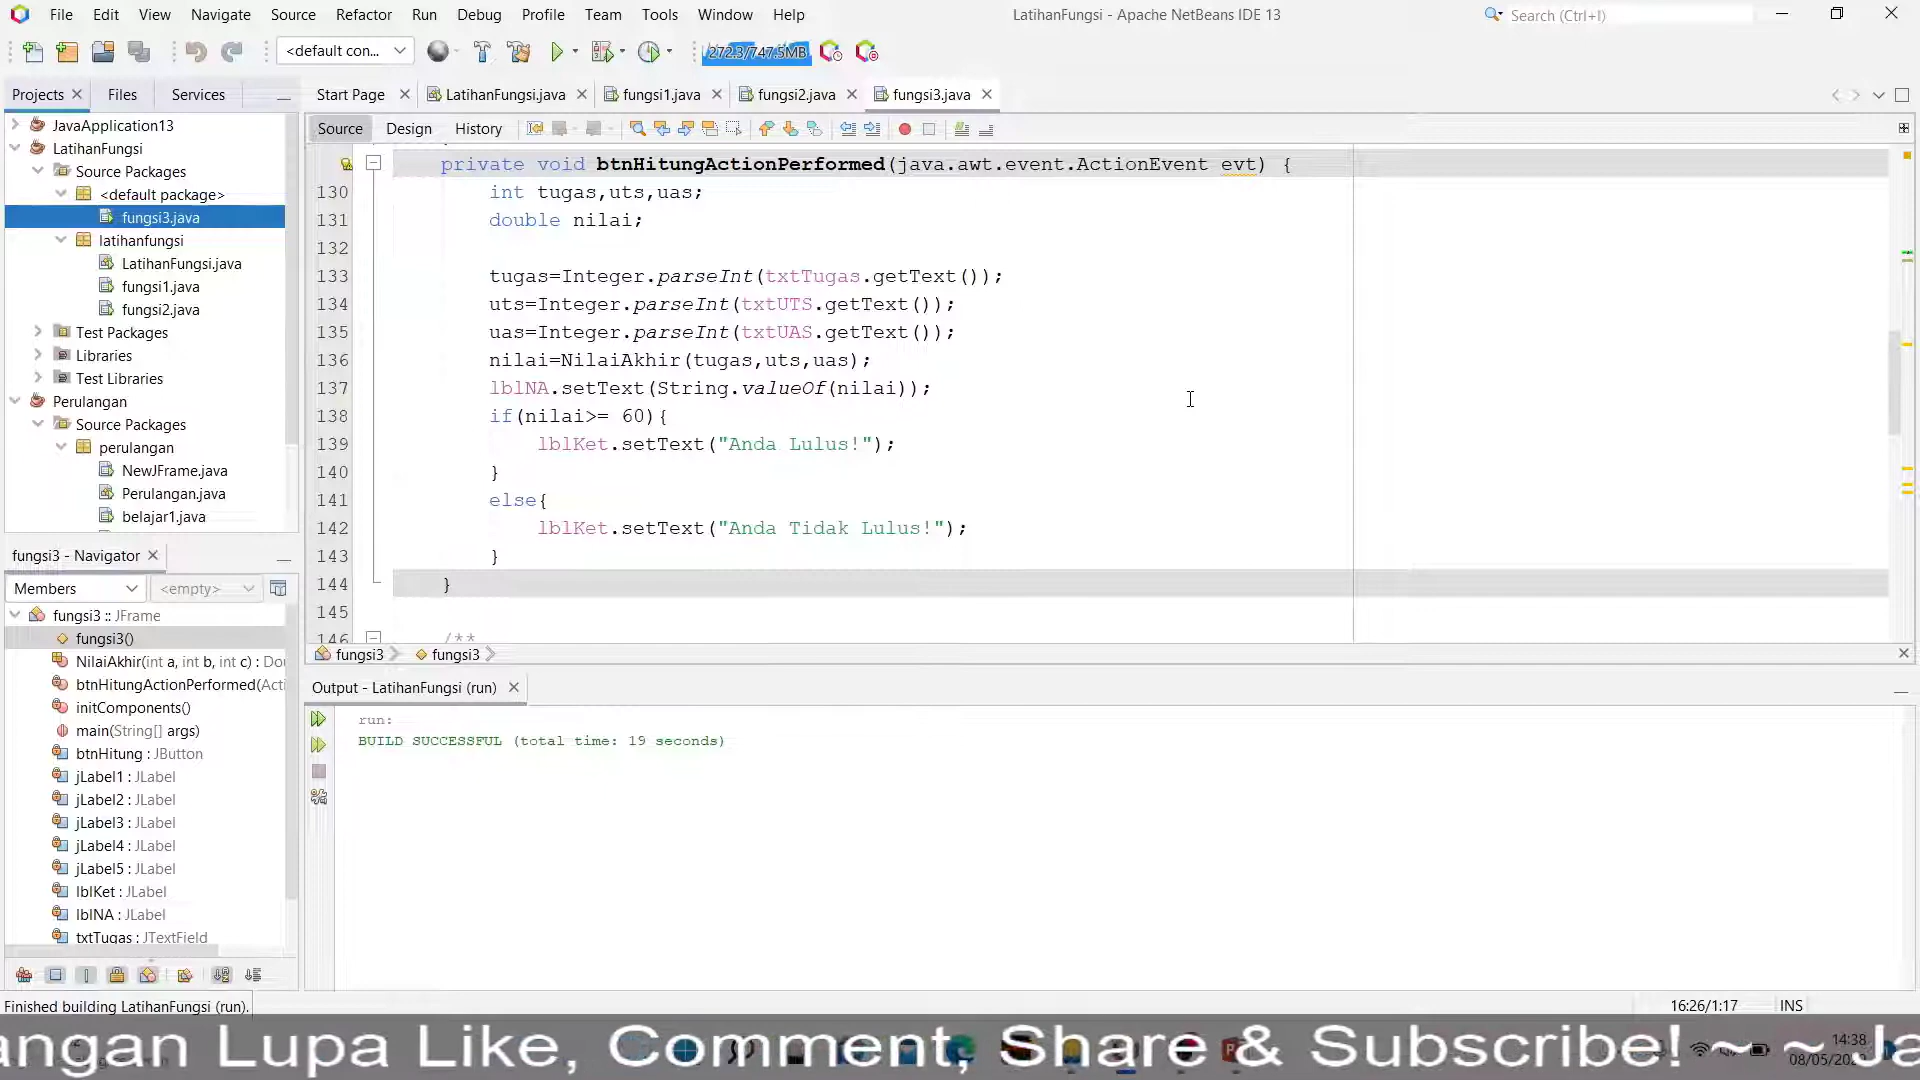 File Edit View Navigate Source Refactor Run Debug Profile Team Tools Window Help
LatihanFungsi - Apache NetBeans IDE 13
Search (Ctrl+I)
<default con...
272.3/747.5MB
Projects Files Services
Start Page LatihanFungsi.java fungsi1.java fungsi2.java fungsi3.java
JavaApplication13
LatihanFungsi
Source Packages
<default package>
fungsi3.java
latihanfungsi
LatihanFungsi.java
fungsi1.java
fungsi2.java
Test Packages
Libraries
Test Libraries
Perulangan
Source Packages
perulangan
NewJFrame.java
Perulangan.java
belajar1.java
Source Design History
private void btnHitungActionPerformed(java.awt.event.ActionEvent evt) {
130 int tugas,uts,uas;
131 double nilai;
132
133 tugas=Integer.parseInt(txtTugas.getText());
134 uts=Integer.parseInt(txtUTS.getText());
135 uas=Integer.parseInt(txtUAS.getText());
136 nilai=NilaiAkhir(tugas,uts,uas);
137 lblNA.setText(String.valueOf(nilai));
138 if(nilai>= 60){
139 lblKet.setText("Anda Lulus!");
140 }
141 else{
142 lblKet.setText("Anda Tidak Lulus!");
143 }
144 }
145
146 /**
fungsi3 fungsi3
fungsi3 - Navigator
Members <empty>
fungsi3 :: JFrame
fungsi3()
NilaiAkhir(int a, int b, int c) : Dou
btnHitungActionPerformed(Acti
initComponents()
main(String[] args)
btnHitung : JButton
jLabel1 : JLabel
jLabel2 : JLabel
jLabel3 : JLabel
jLabel4 : JLabel
jLabel5 : JLabel
lblKet : JLabel
lblNA : JLabel
txtTugas : JTextField
Output - LatihanFungsi (run)
run:
BUILD SUCCESSFUL (total time: 19 seconds)
Finished building LatihanFungsi (run).
16:26/1:17 INS
angan Lupa Like, Comment, Share & Subscribe! ~ ~ Ja
14:38